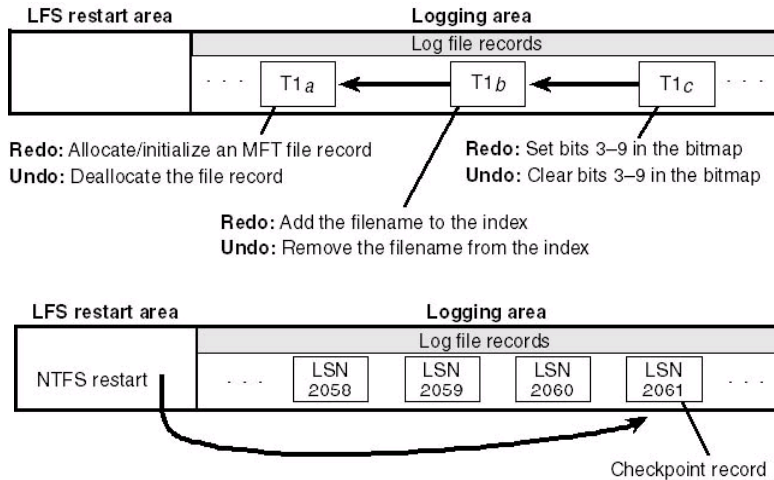 LFS restart area Logging area
Log file records
. . . T1a T1b T1c . . .
Redo: Allocate/initialize an MFT file record
Undo: Deallocate the file record
Redo: Set bits 3–9 in the bitmap
Undo: Clear bits 3–9 in the bitmap
Redo: Add the filename to the index
Undo: Remove the filename from the index
LFS restart area Logging area
Log file records
NTFS restart . . . LSN 2058 LSN 2059 LSN 2060 LSN 2061 . . .
Checkpoint record